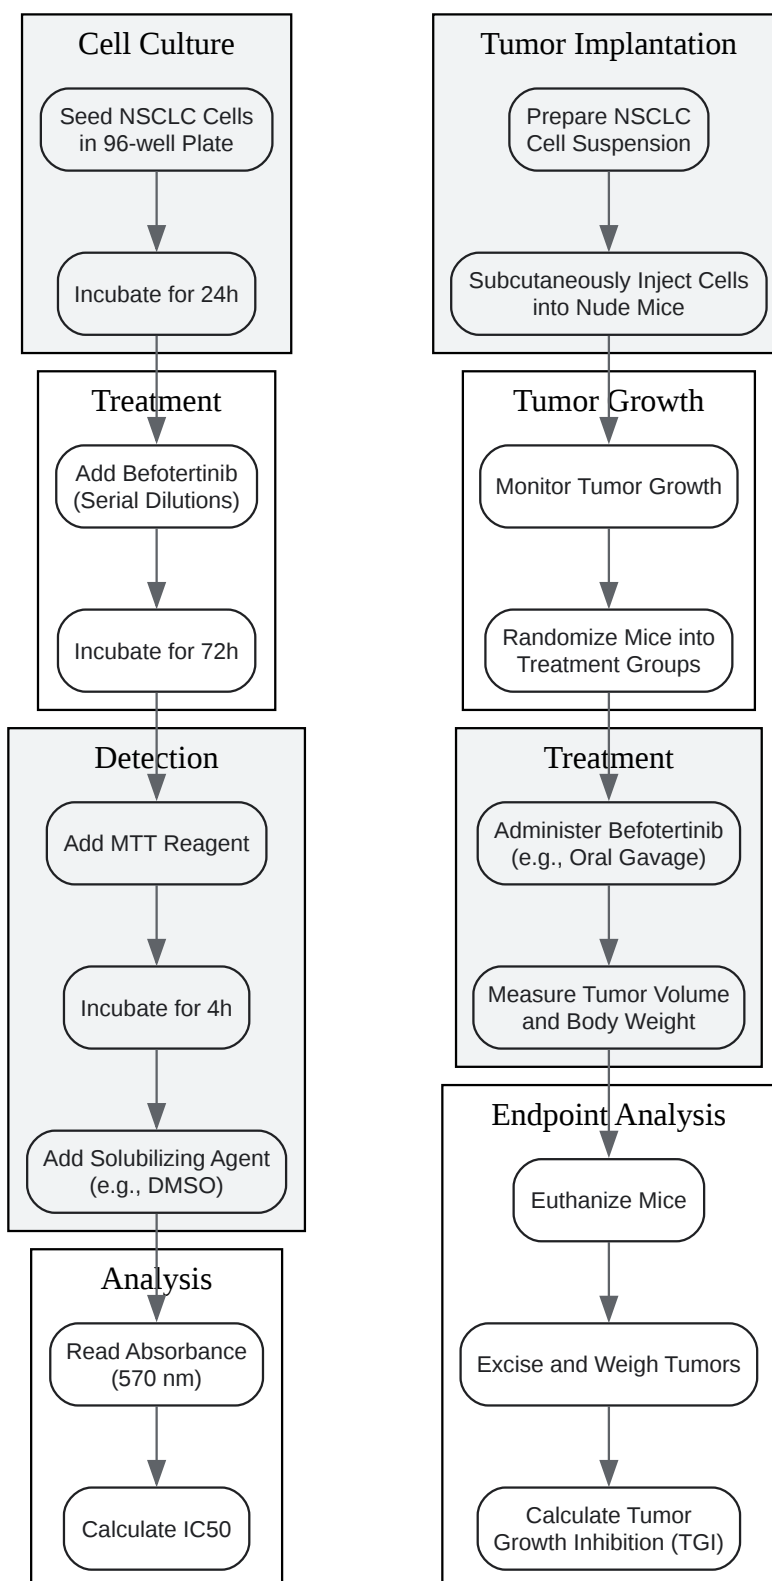 Cell Culture
Seed NSCLC Cells
in 96-well Plate
Incubate for 24h
Treatment
Add Befotertinib
(Serial Dilutions)
Incubate for 72h
Detection
Add MTT Reagent
Incubate for 4h
Add Solubilizing Agent
(e.g., DMSO)
Analysis
Read Absorbance
(570 nm)
Calculate IC50
Tumor Implantation
Prepare NSCLC
Cell Suspension
Subcutaneously Inject Cells
into Nude Mice
Tumor Growth
Monitor Tumor Growth
Randomize Mice into
Treatment Groups
Treatment
Administer Befotertinib
(e.g., Oral Gavage)
Measure Tumor Volume
and Body Weight
Endpoint Analysis
Euthanize Mice
Excise and Weigh Tumors
Calculate Tumor
Growth Inhibition (TGI)